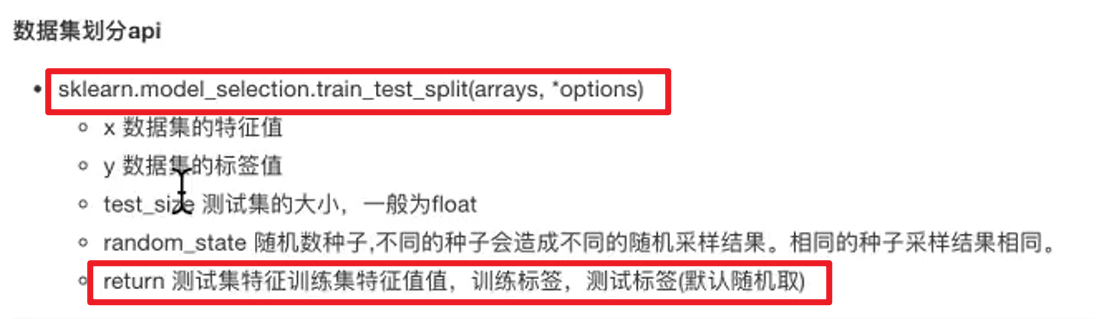 数据集划分api
sklearn.model_selection.train_test_split(arrays, *options)
x 数据集的特征值
y 数据集的标签值
test_size 测试集的大小，一般为float
random_state 随机数种子,不同的种子会造成不同的随机采样结果。相同的种子采样结果相同。
return 测试集特征训练集特征值值，训练标签，测试标签(默认随机取)